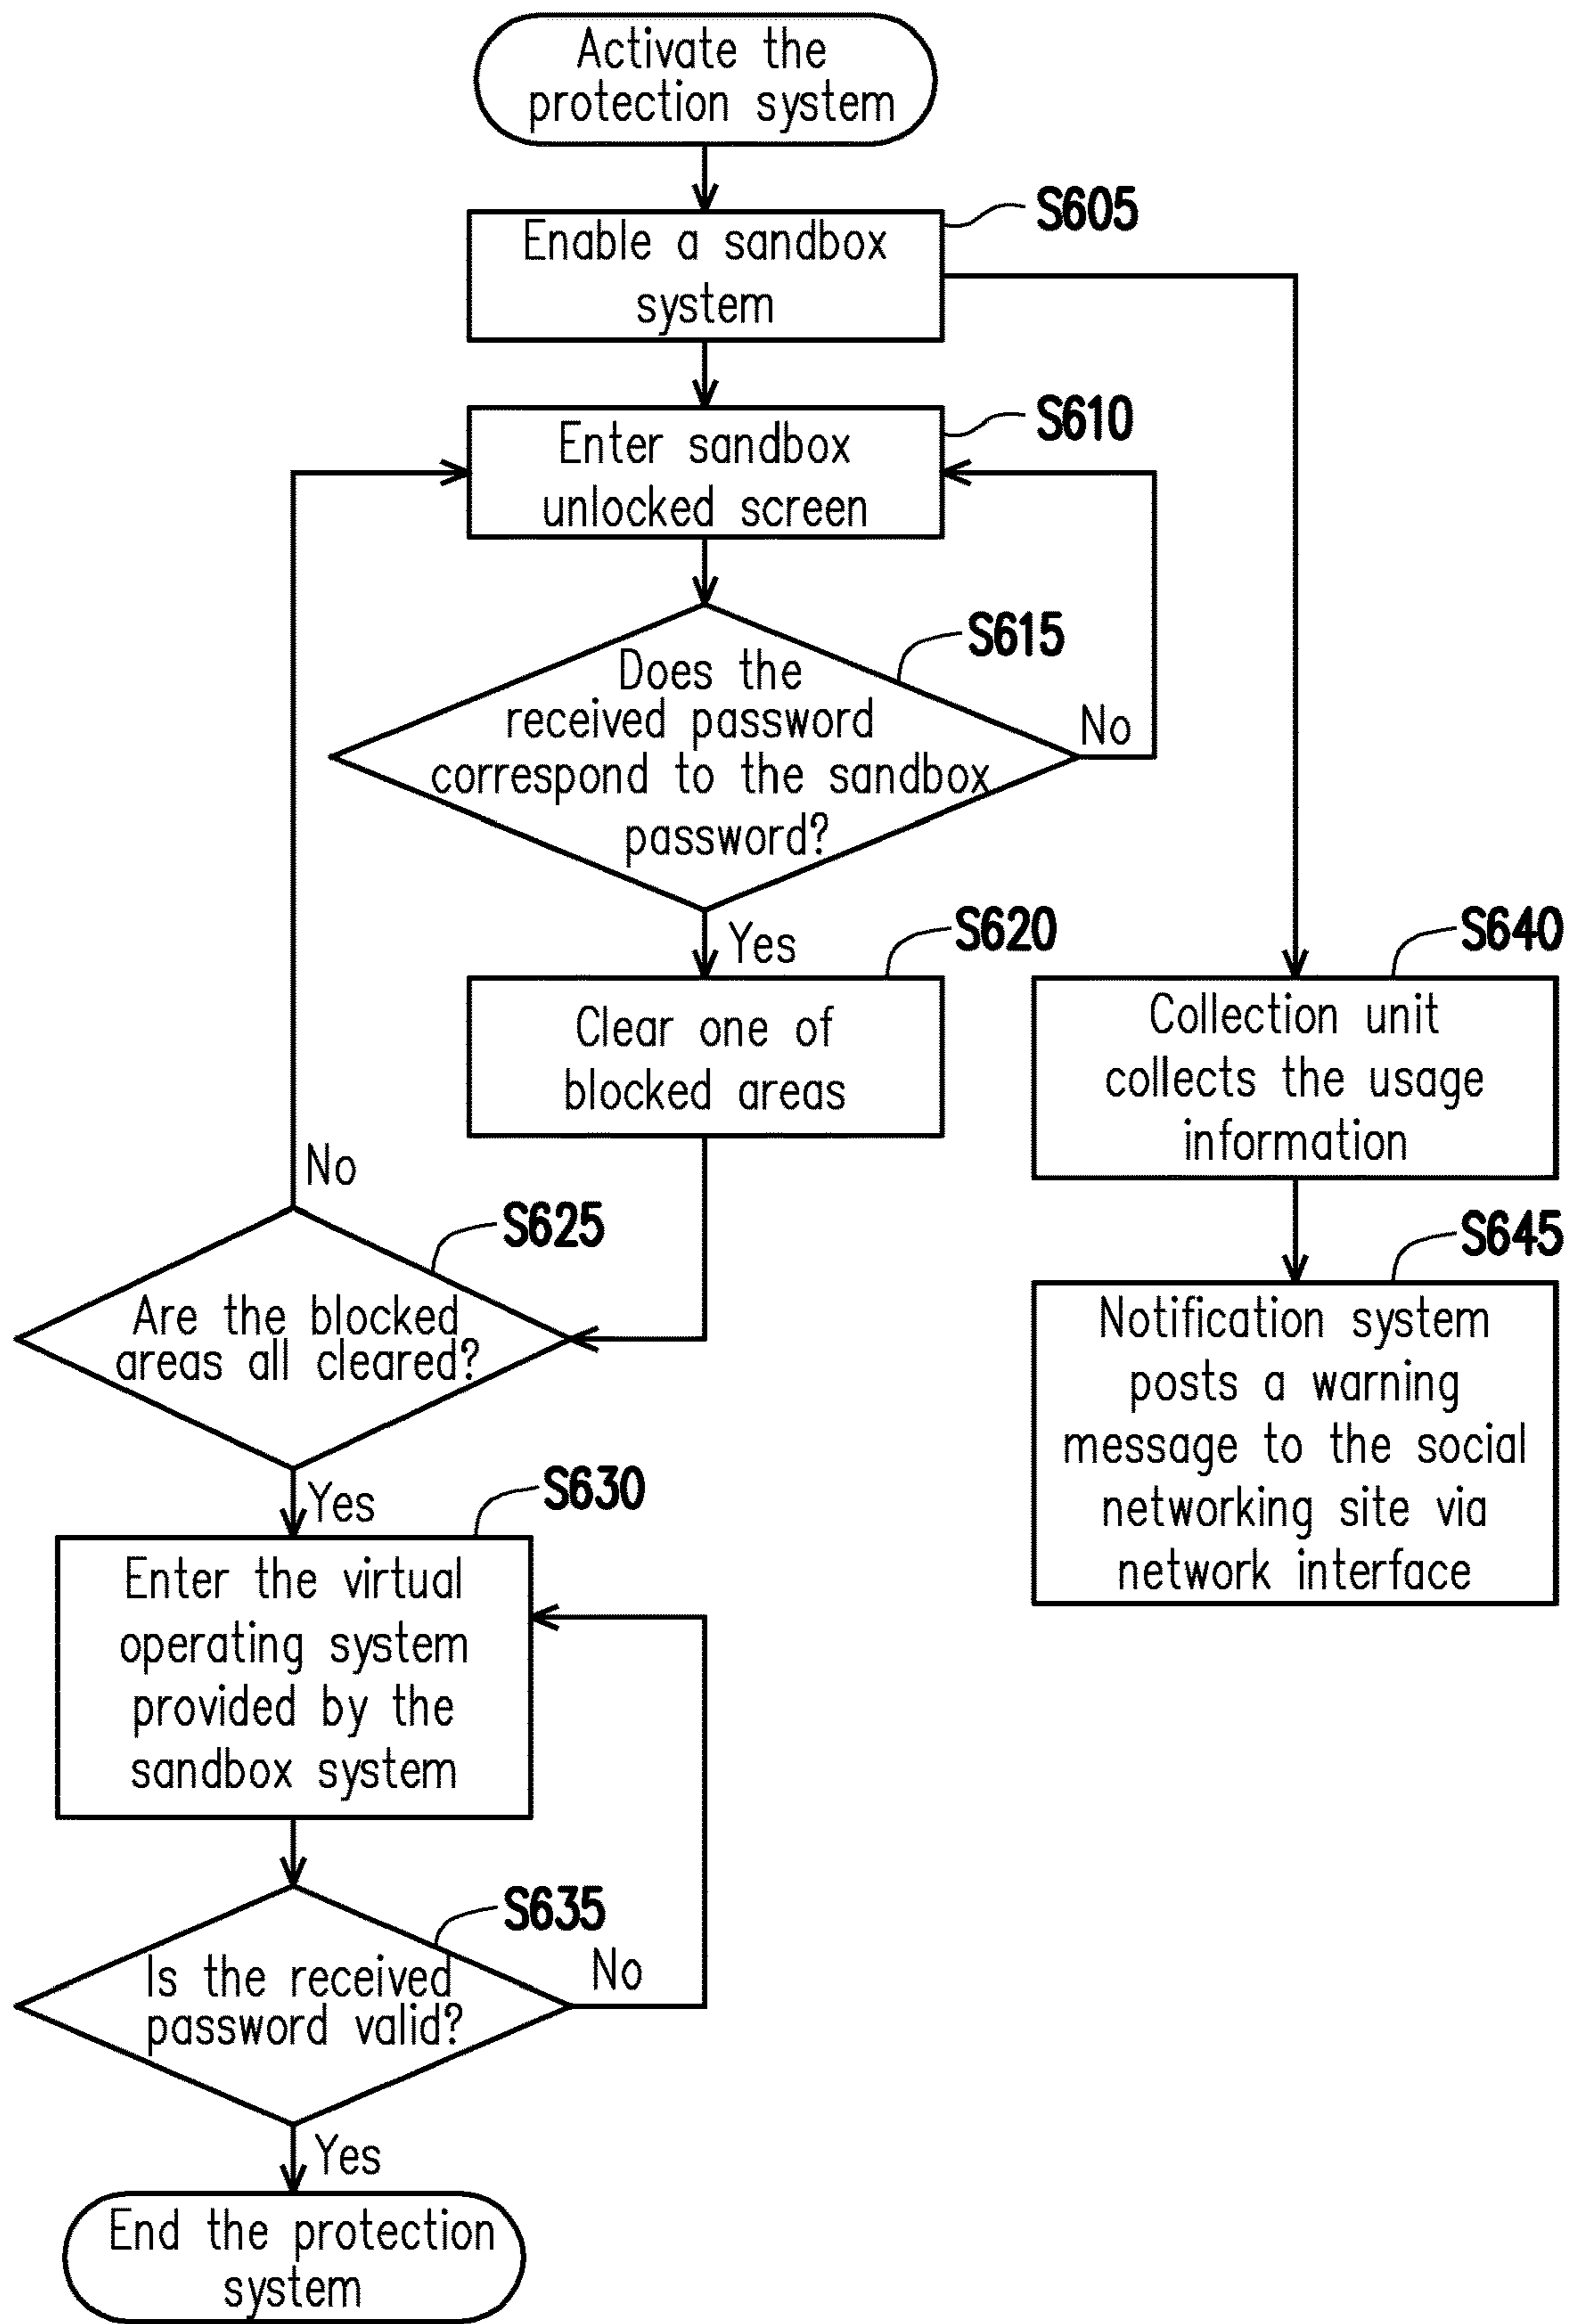 Activate the
protection system
S605
Enable a sandbox
system
S610
Enter sandbox
unlocked screen
S615
Does the
received password
correspond to the sandbox
password?
No
Yes
S620
Clear one of
blocked areas
S640
Collection unit
collects the usage
information
No
S625
Are the blocked
areas all cleared?
S645
Notification system
posts a warning
message to the social
networking site via
network interface
Yes
S630
Enter the virtual
operating system
provided by the
sandbox system
S635
Is the received
password valid?
No
Yes
End the protection
system